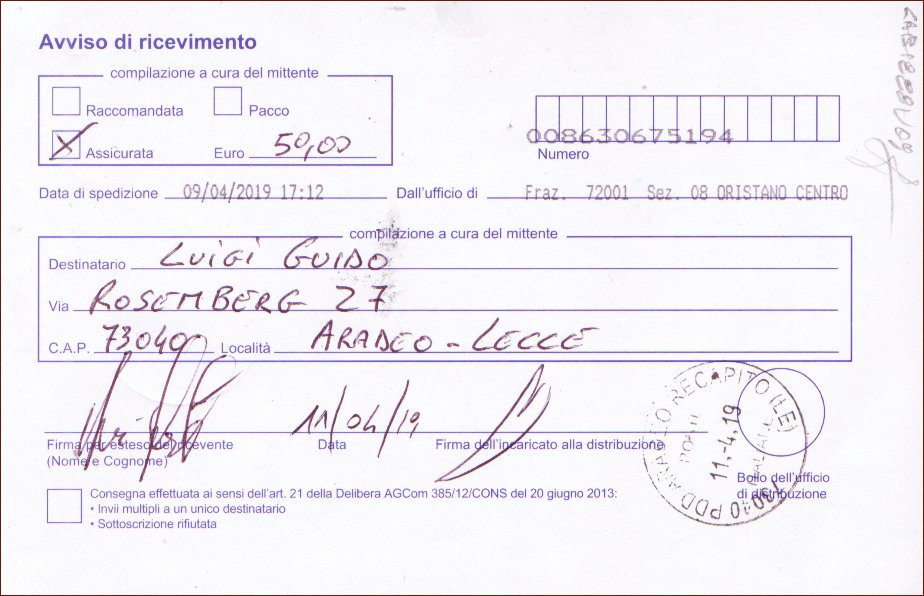 Avviso di ricevimento
compilazione a cura del mittente
Raccomandata Pacco
X Assicurata Euro 50,00
008630675194
Numero
Data di spedizione 09/04/2019 17:12 Dall'ufficio di Fraz. 72001 Sez. 08 ORISTANO CENTRO
compilazione a cura del mittente
Destinatario LUIGI GUIDO
Via ROSEMBERG 27
C.A.P. 73040 Località ARADEO - LECCE
11/04/19
Firma per esteso del ricevente Data Firma dell'incaricato alla distribuzione
(Nome e Cognome)
RECAPITO (LE)
11.-4.19
73040 PDD
Bollo dell'ufficio
di distribuzione
Consegna effettuata ai sensi dell'art. 21 della Delibera AGCom 385/12/CONS del 20 giugno 2013:
• Invii multipli a un unico destinatario
• Sottoscrizione rifiutata